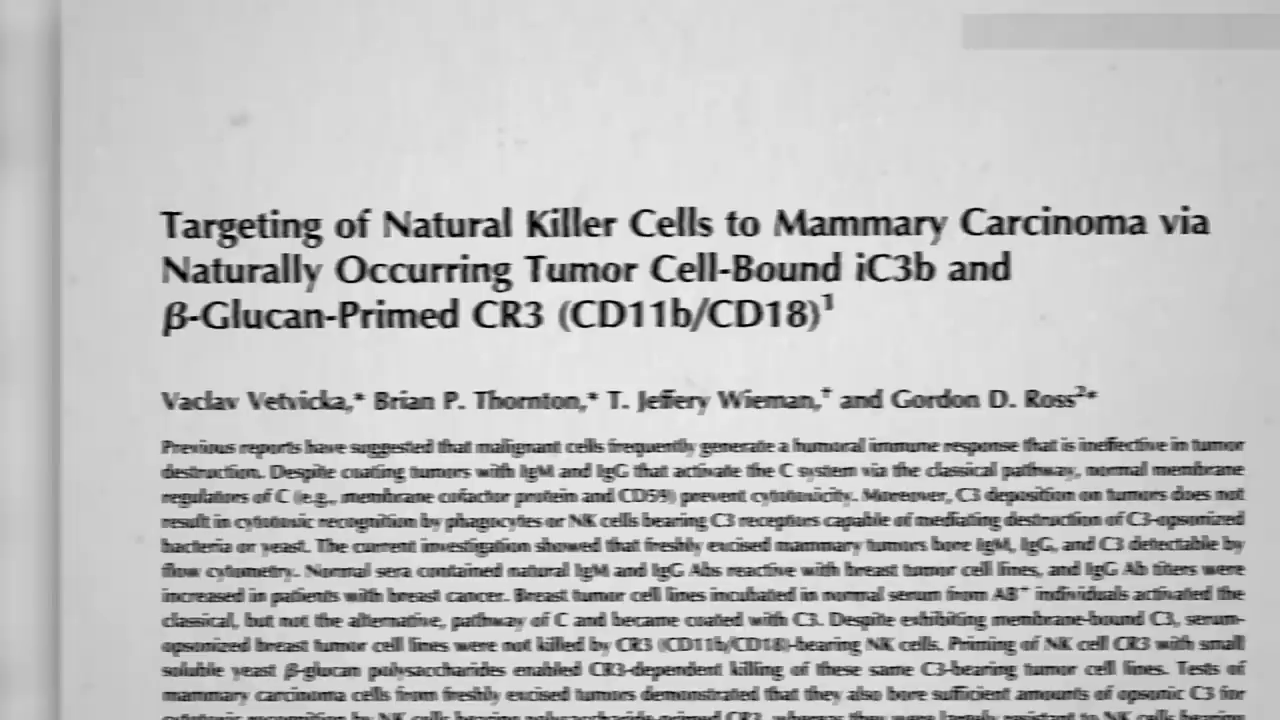 Targeting of Natural Killer Cells to Mammary Carcinoma via
Naturally Occurring Tumor Cell-Bound iC3b and
β-Glucan-Primed CR3 (CD11b/CD18)¹
Vaclav Vetvicka,* Brian P. Thornton,* T. Jeffery Wieman,† and Gordon D. Ross²*
Previous reports have suggested that malignant cells frequently generate a humoral immune response that is ineffective in tumor
destruction. Despite coating tumors with IgM and IgG that activate the C system via the classical pathway, normal membrane
regulators of C (e.g., membrane cofactor protein and CD59) prevent cytotoxicity. Moreover, C3 deposition on tumors does not
result in cytotoxic recognition by phagocytes or NK cells bearing C3 receptors capable of mediating destruction of C3-opsonized
bacteria or yeast. The current investigation showed that freshly excised mammary tumors bore IgM, IgG, and C3 detectable by
flow cytometry. Normal sera contained natural IgM and IgG Abs reactive with breast tumor cell lines, and IgG Ab titers were
increased in patients with breast cancer. Breast tumor cell lines incubated in normal serum from AB⁺ individuals activated the
classical, but not the alternative, pathway of C and became coated with C3. Despite exhibiting membrane-bound C3, serum-
opsonized breast tumor cell lines were not killed by CR3 (CD11b/CD18)-bearing NK cells. Priming of NK cell CR3 with small
soluble yeast β-glucan polysaccharides enabled CR3-dependent killing of these same C3-bearing tumor cell lines. Tests of
mammary carcinoma cells from freshly excised tumors demonstrated that they also bore sufficient amounts of opsonic C3 for